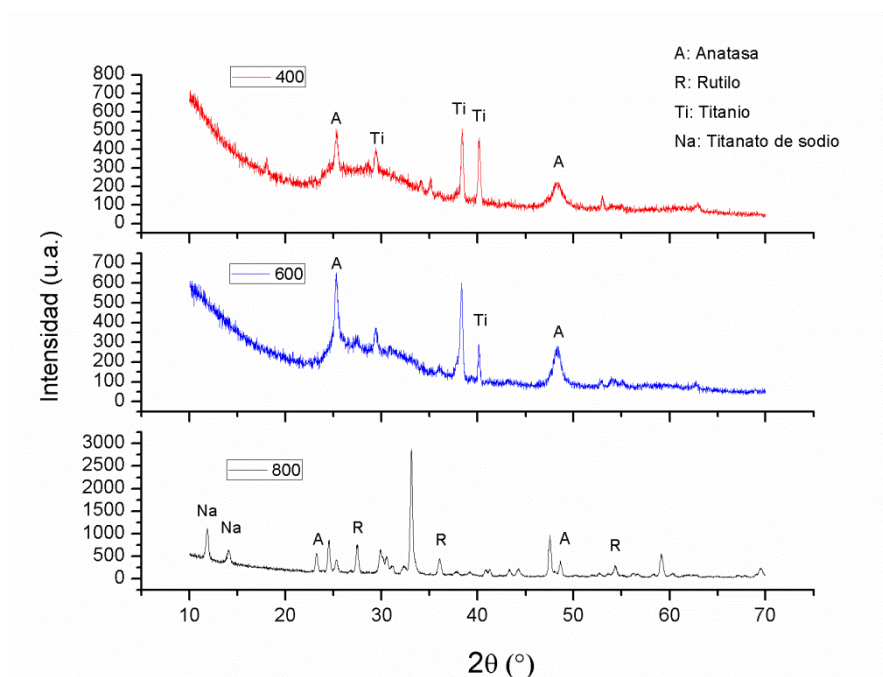 A: Anatasa
R: Rutilo
Ti: Titanio
Na: Titanato de sodio
Intensidad (u.a.)
800
700
600
500
400
300
200
100
0
400
A
Ti
Ti
Ti
A
700
600
500
400
300
200
100
0
600
A
Ti
A
3000
2500
2000
1500
1000
500
0
800
Na
Na
A
R
R
A
R
10 20 30 40 50 60 70
2θ (°)